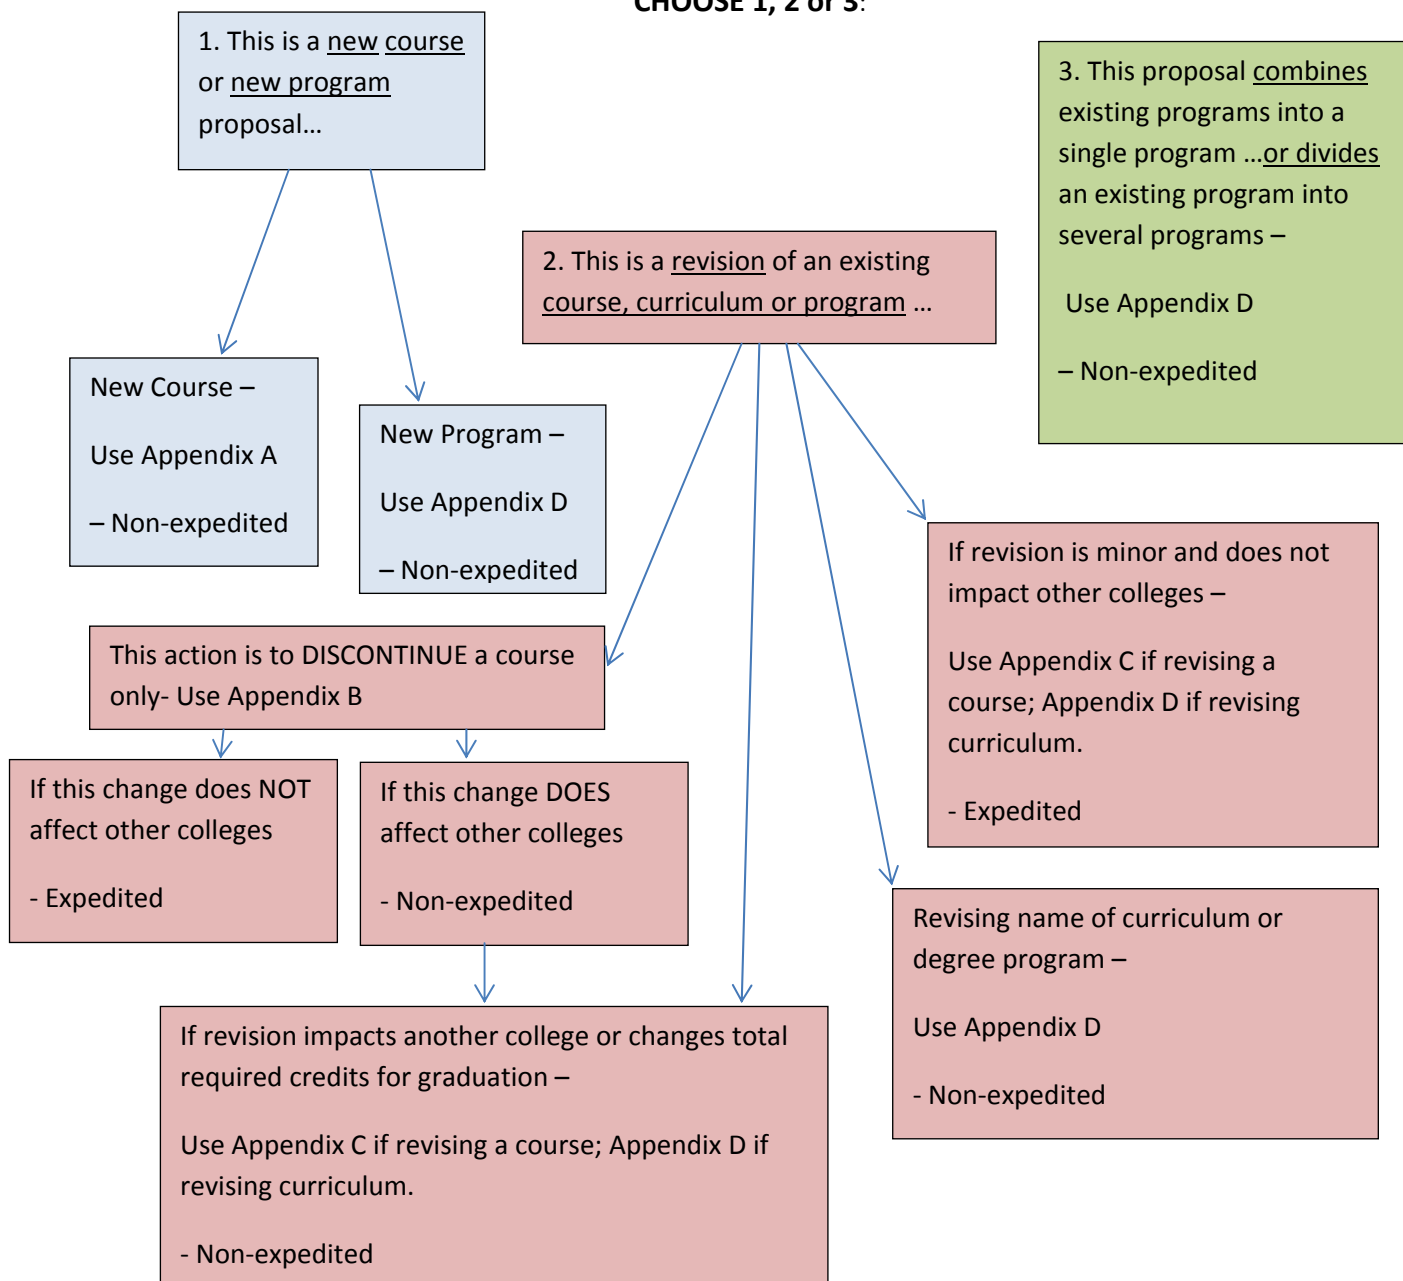 CHOOSE 1, 2 or 3:
1. This is a new course
or new program
proposal…
3. This proposal combines
existing programs into a
single program …or divides
an existing program into
several programs –
Use Appendix D
– Non-expedited
2. This is a revision of an existing
course, curriculum or program …
New Course –
Use Appendix A
– Non-expedited
New Program –
Use Appendix D
– Non-expedited
If revision is minor and does not
impact other colleges –
Use Appendix C if revising a
course; Appendix D if revising
curriculum.
- Expedited
This action is to DISCONTINUE a course
only- Use Appendix B
If this change does NOT
affect other colleges
- Expedited
If this change DOES
affect other colleges
- Non-expedited
Revising name of curriculum or
degree program –
Use Appendix D
- Non-expedited
If revision impacts another college or changes total
required credits for graduation –
Use Appendix C if revising a course; Appendix D if
revising curriculum.
- Non-expedited